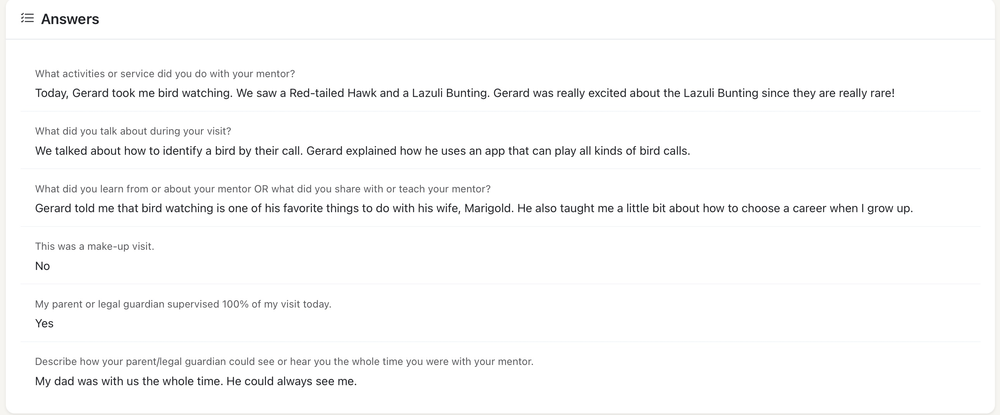 Answers
What activities or service did you do with your mentor?
Today, Gerard took me bird watching. We saw a Red-tailed Hawk and a Lazuli Bunting. Gerard was really excited about the Lazuli Bunting since they are really rare!
What did you talk about during your visit?
We talked about how to identify a bird by their call. Gerard explained how he uses an app that can play all kinds of bird calls.
What did you learn from or about your mentor OR what did you share with or teach your mentor?
Gerard told me that bird watching is one of his favorite things to do with his wife, Marigold. He also taught me a little bit about how to choose a career when I grow up.
This was a make-up visit.
No
My parent or legal guardian supervised 100% of my visit today.
Yes
Describe how your parent/legal guardian could see or hear you the whole time you were with your mentor.
My dad was with us the whole time. He could always see me.